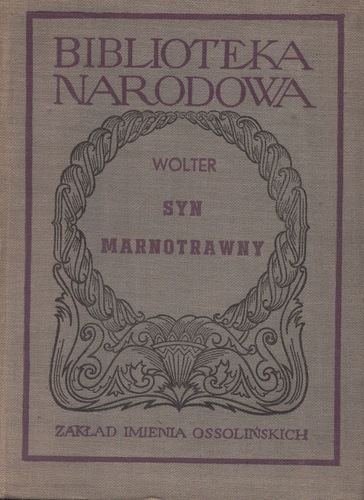 BIBLIOTEKA
NARODOWA
WOLTER
SYN
MARNOTRAWNY
ZAKŁAD IMIENIA OSSOLIŃSKICH